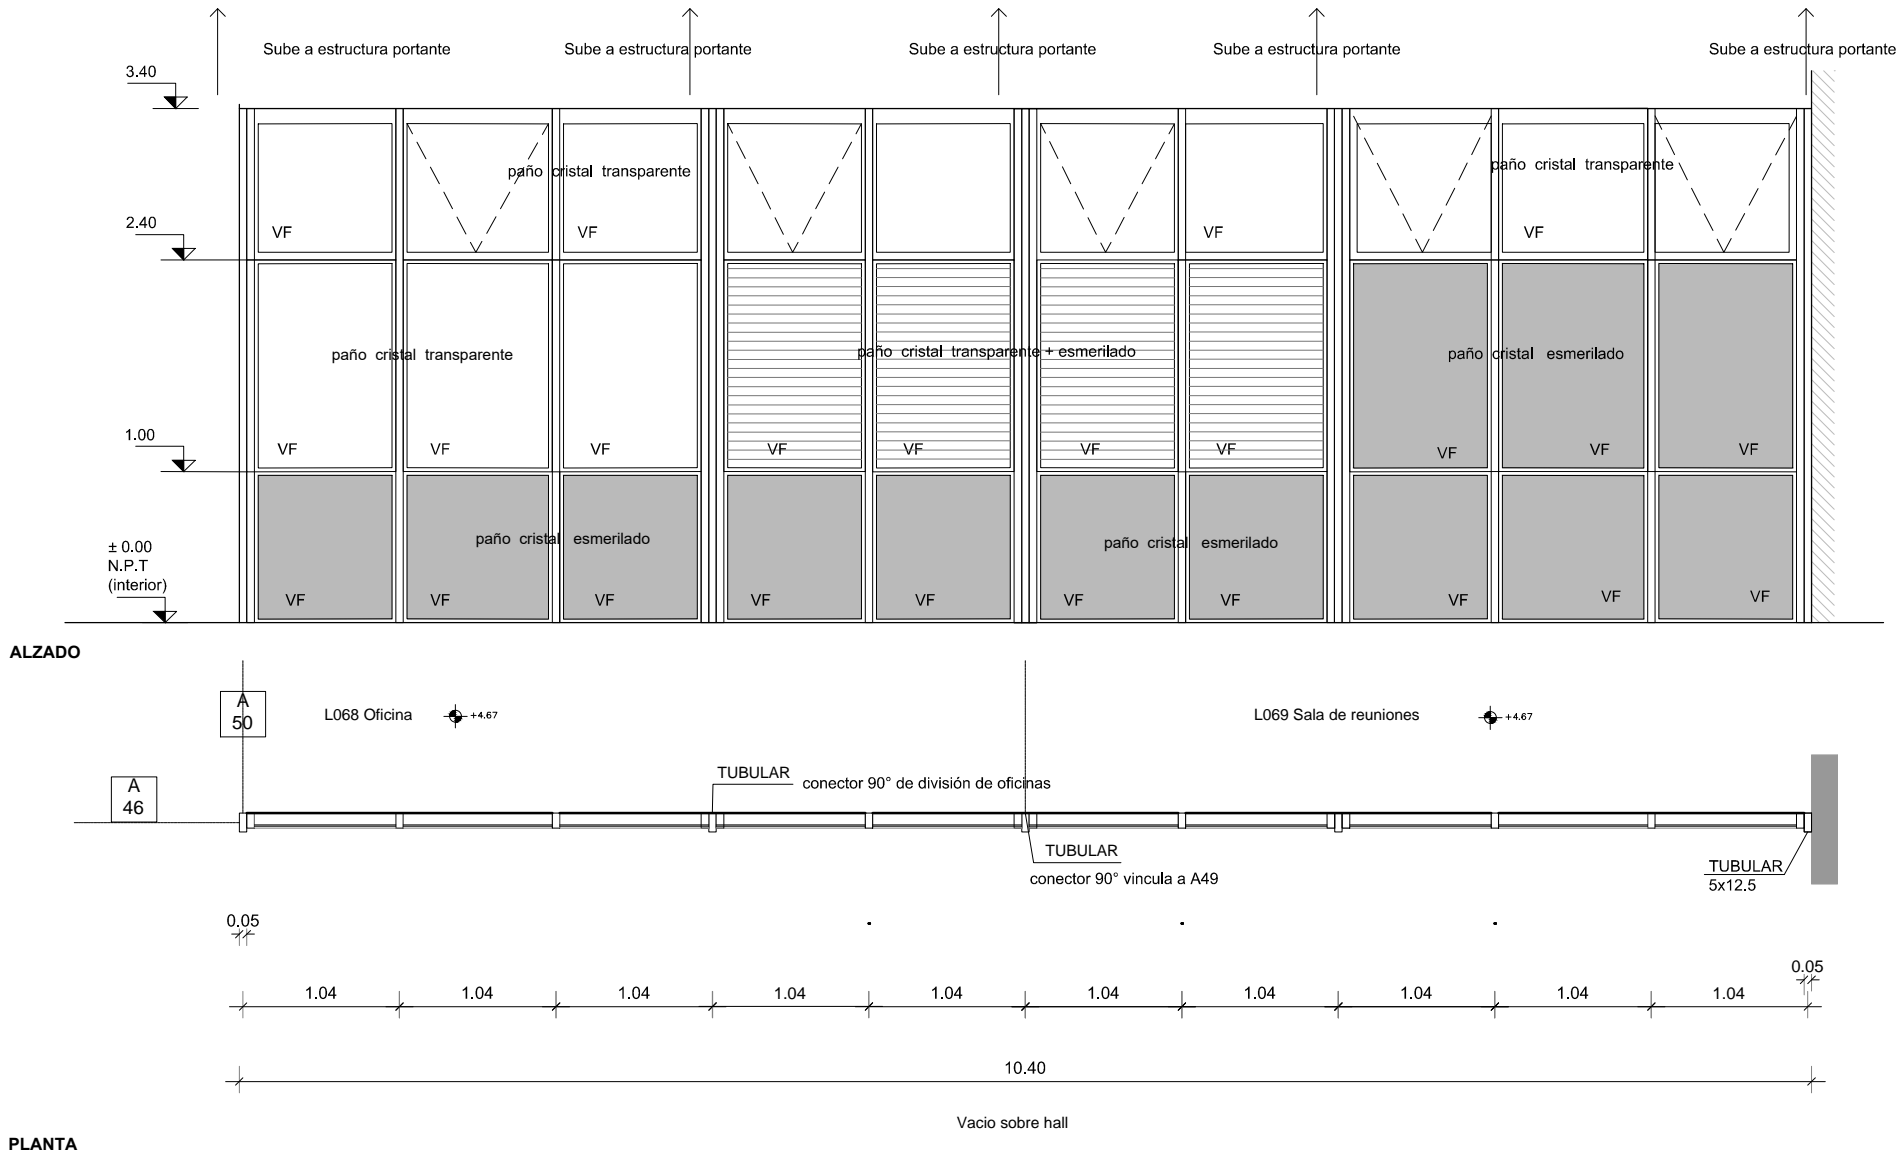 Sube a estructura portante
Sube a estructura portante
Sube a estructura portante
Sube a estructura portante
Sube a estructura portante
3.40
paño cristal transparente
paño cristal transparente
2.40
VF
VF
VF
VF
paño cristal transparente
paño cristal transparente + esmerilado
paño cristal esmerilado
1.00
VF
VF
VF
VF
VF
VF
VF
VF
VF
VF
paño cristal esmerilado
paño cristal esmerilado
± 0.00
N.P.T
(interior)
VF
VF
VF
VF
VF
VF
VF
VF
VF
VF
ALZADO
A
50
L068 Oficina
+4.67
L069 Sala de reuniones
+4.67
A
46
TUBULAR
conector 90° de división de oficinas
TUBULAR
conector 90° vincula a A49
TUBULAR
5x12.5
0.05
0.05
1.04
1.04
1.04
1.04
1.04
1.04
1.04
1.04
1.04
1.04
10.40
Vacio sobre hall
PLANTA